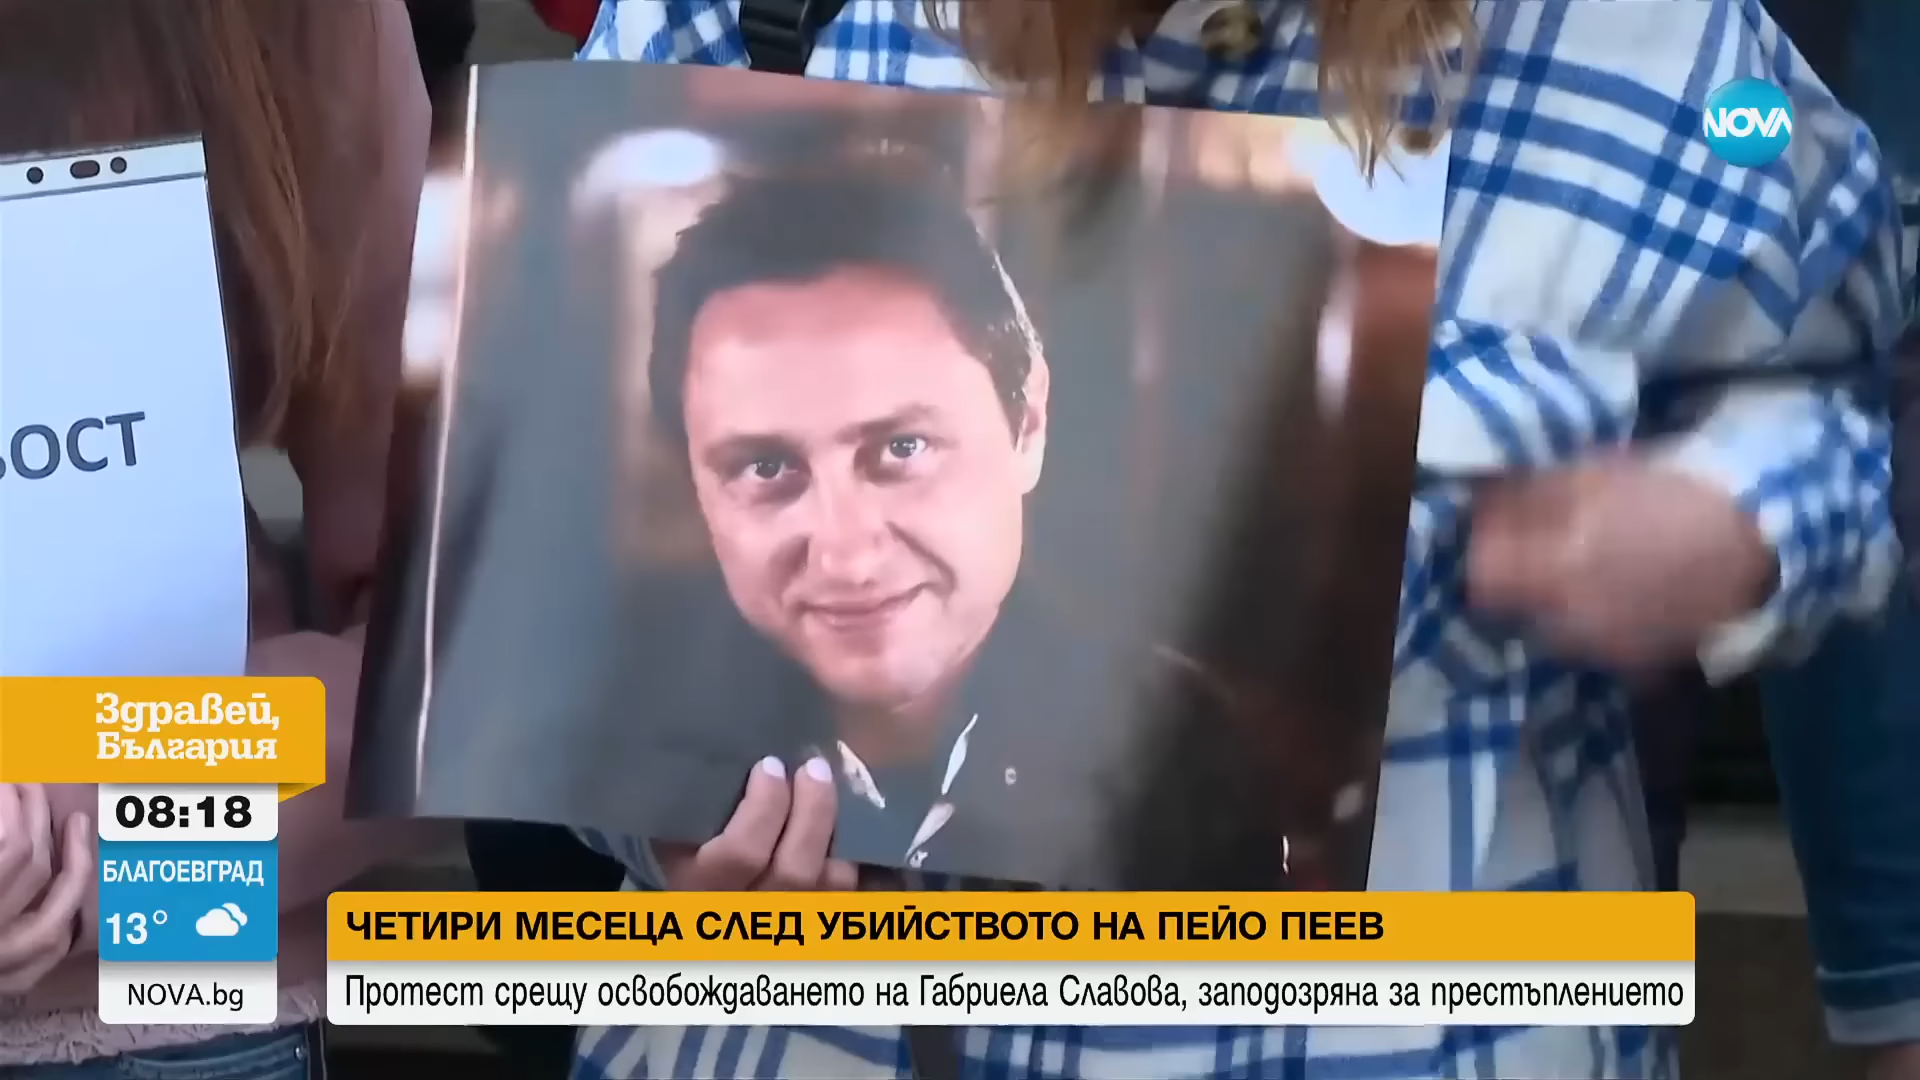 NOVA
ВОСТ
Здравей,
България
08:18
БЛАГОЕВГРАД
13°
NOVA.bg
ЧЕТИРИ МЕСЕЦА СЛЕД УБИЙСТВОТО НА ПЕЙО ПЕЕВ
Протест срещу освобождаването на Габриела Славова, заподозряна за престъплението